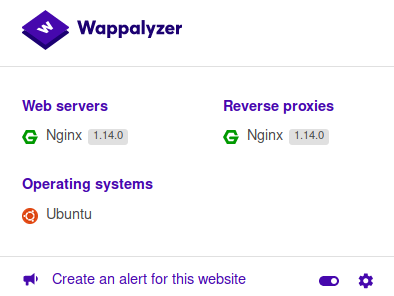 Wappalyzer
Web servers
Nginx 1.14.0
Reverse proxies
Nginx 1.14.0
Operating systems
Ubuntu
Create an alert for this website